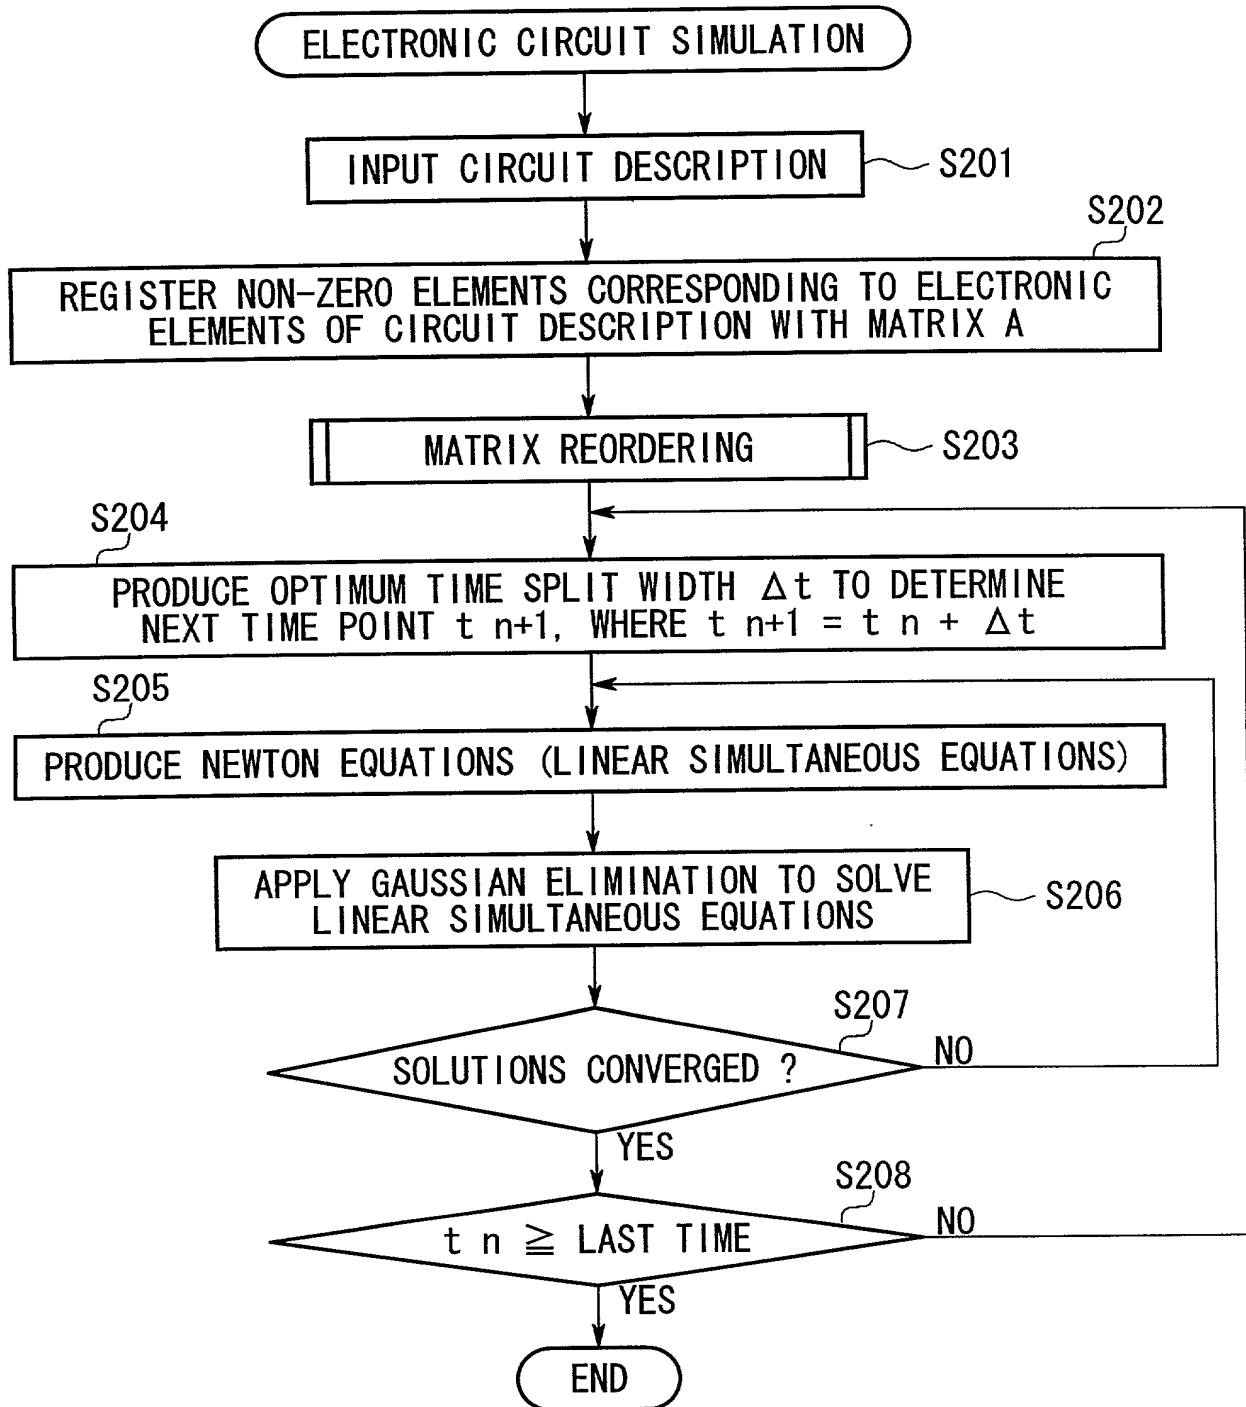 ELECTRONIC CIRCUIT SIMULATION
INPUT CIRCUIT DESCRIPTION
S201
S202
REGISTER NON-ZERO ELEMENTS CORRESPONDING TO ELECTRONIC
ELEMENTS OF CIRCUIT DESCRIPTION WITH MATRIX A
MATRIX REORDERING
S203
S204
PRODUCE OPTIMUM TIME SPLIT WIDTH Δt TO DETERMINE
NEXT TIME POINT t n+1, WHERE t n+1 = t n + Δt
S205
PRODUCE NEWTON EQUATIONS (LINEAR SIMULTANEOUS EQUATIONS)
APPLY GAUSSIAN ELIMINATION TO SOLVE
LINEAR SIMULTANEOUS EQUATIONS
S206
S207
SOLUTIONS CONVERGED ?
NO
YES
S208
t n ≧ LAST TIME
NO
YES
END